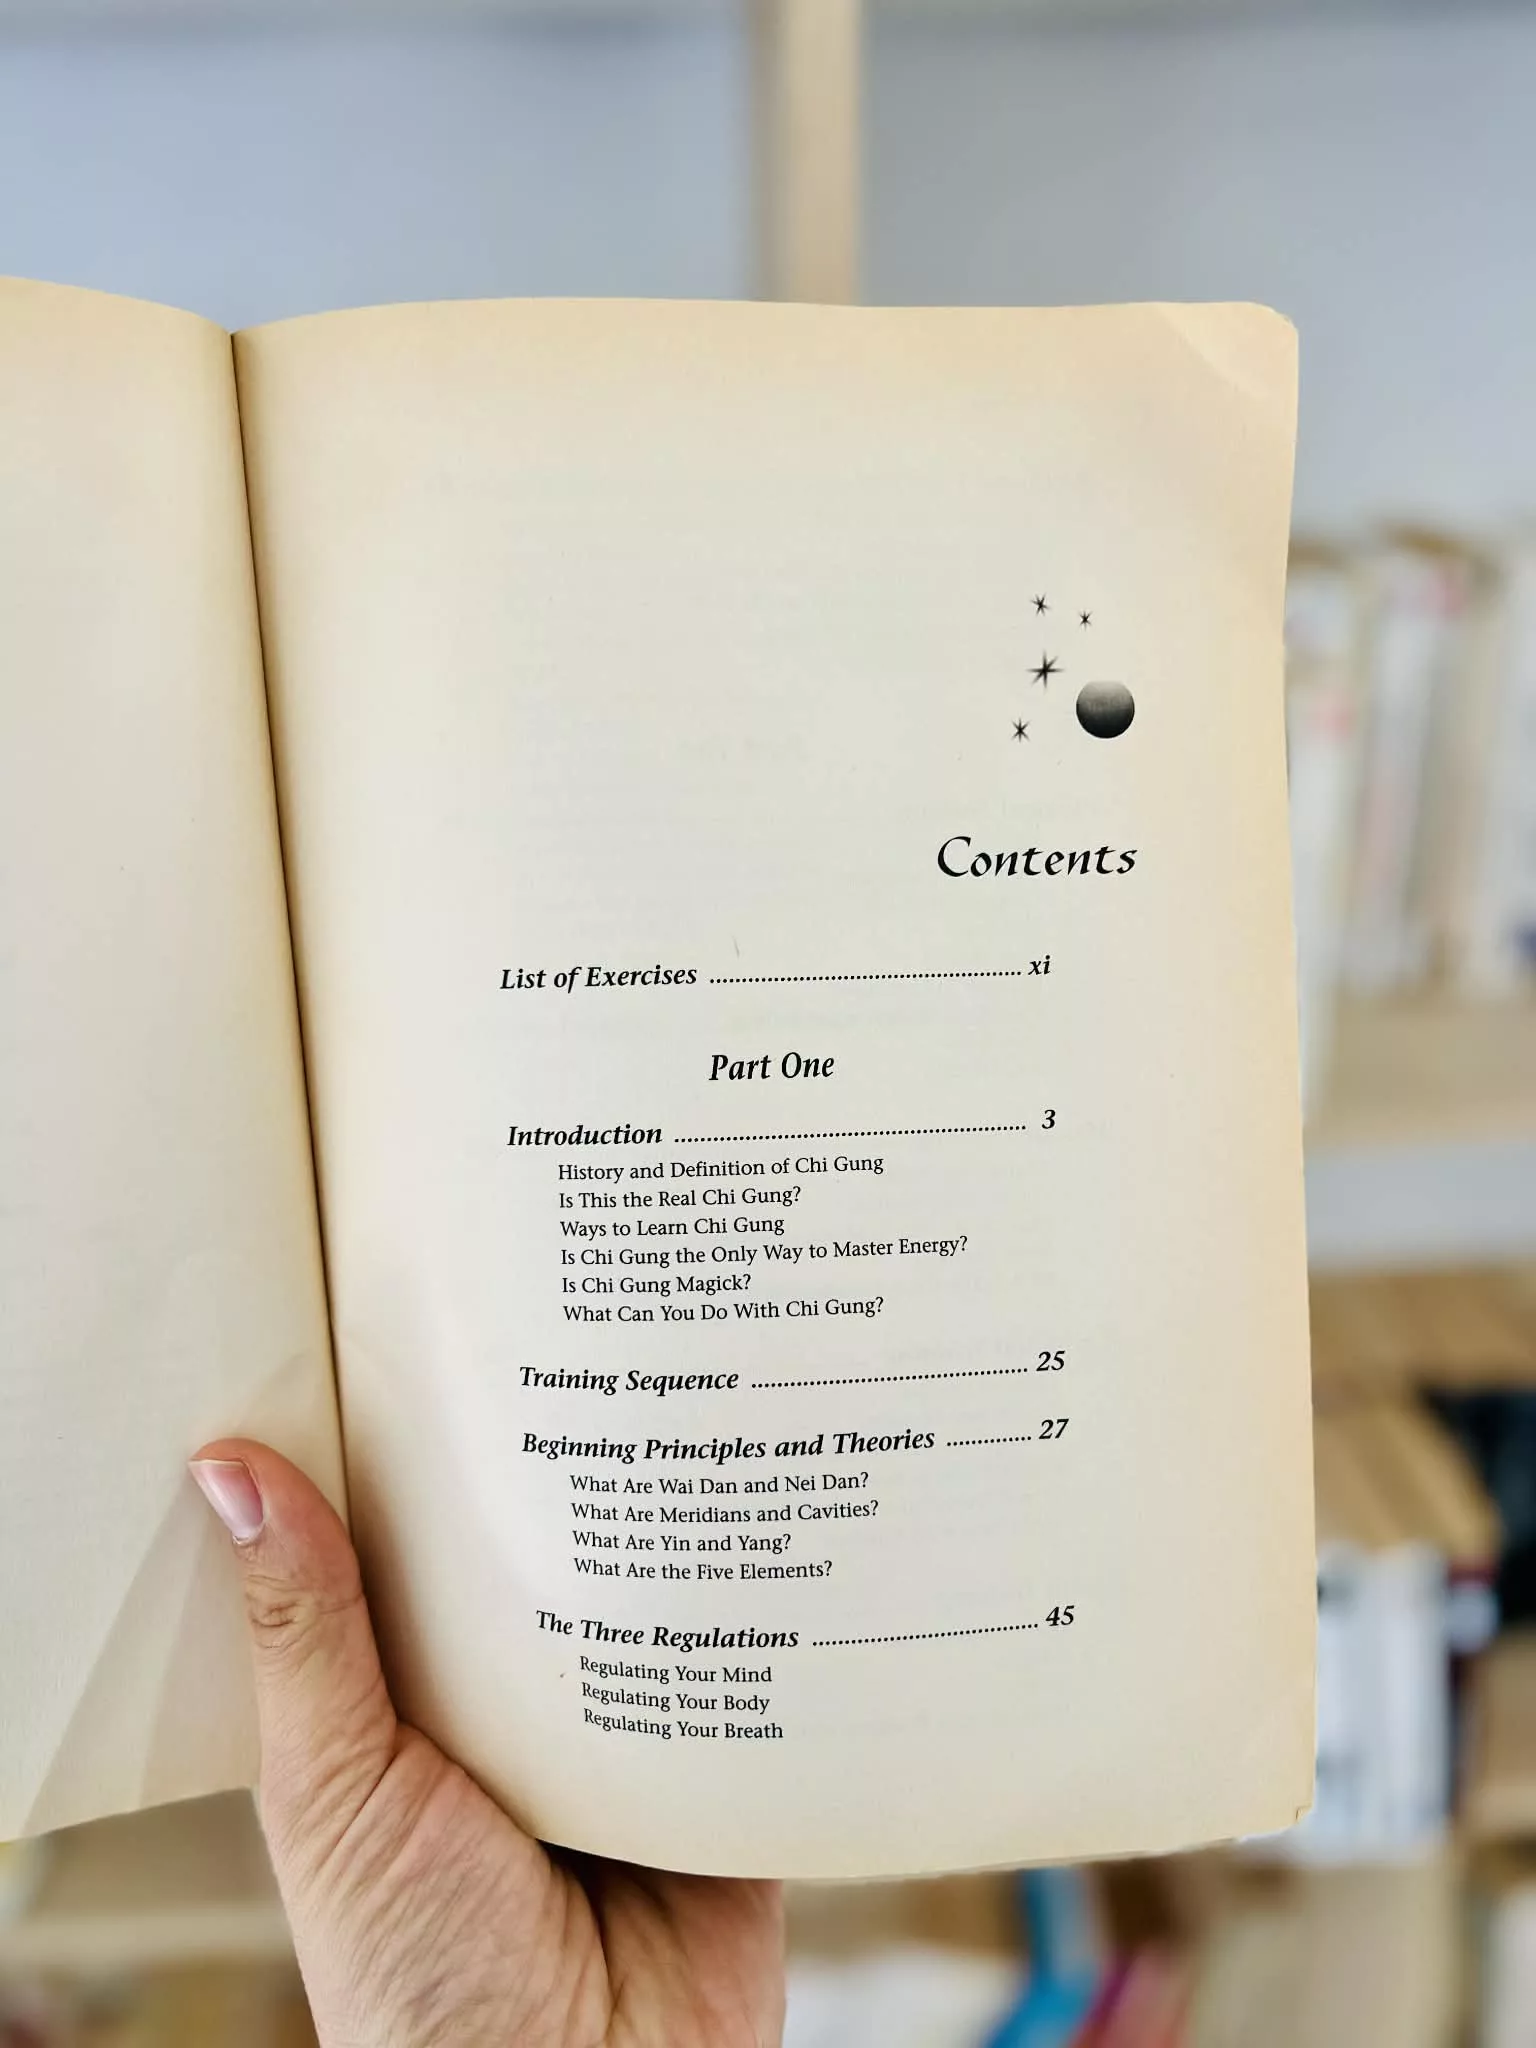 Contents
List of Exercises ................................................ xi
Part One
Introduction ...................................................... 3
History and Definition of Chi Gung
Is This the Real Chi Gung?
Ways to Learn Chi Gung
Is Chi Gung the Only Way to Master Energy?
Is Chi Gung Magick?
What Can You Do With Chi Gung?
Training Sequence ........................................... 25
Beginning Principles and Theories ............. 27
What Are Wai Dan and Nei Dan?
What Are Meridians and Cavities?
What Are Yin and Yang?
What Are the Five Elements?
The Three Regulations ................................... 45
Regulating Your Mind
Regulating Your Body
Regulating Your Breath